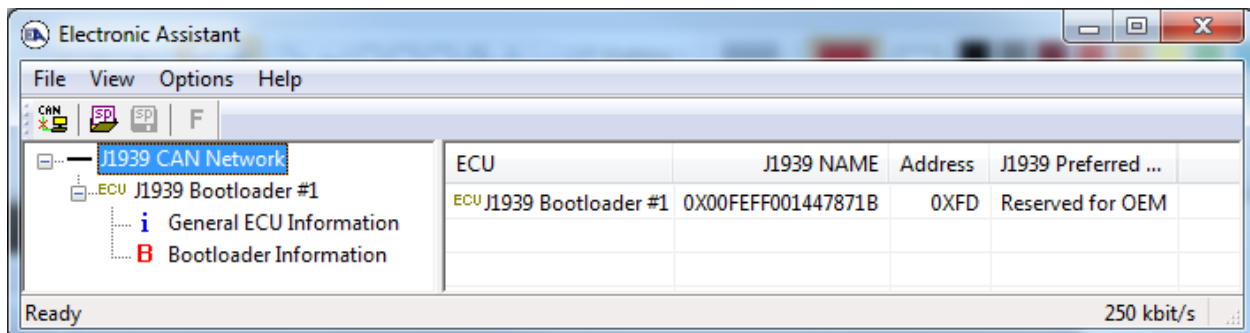 Electronic Assistant
File View Options Help
CAN SP SP F
J1939 CAN Network
ECU J1939 Bootloader #1
i General ECU Information
B Bootloader Information
ECU J1939 NAME Address J1939 Preferred ...
ECU J1939 Bootloader #1 0X00FEFF001447871B 0XFD Reserved for OEM
Ready 250 kbit/s